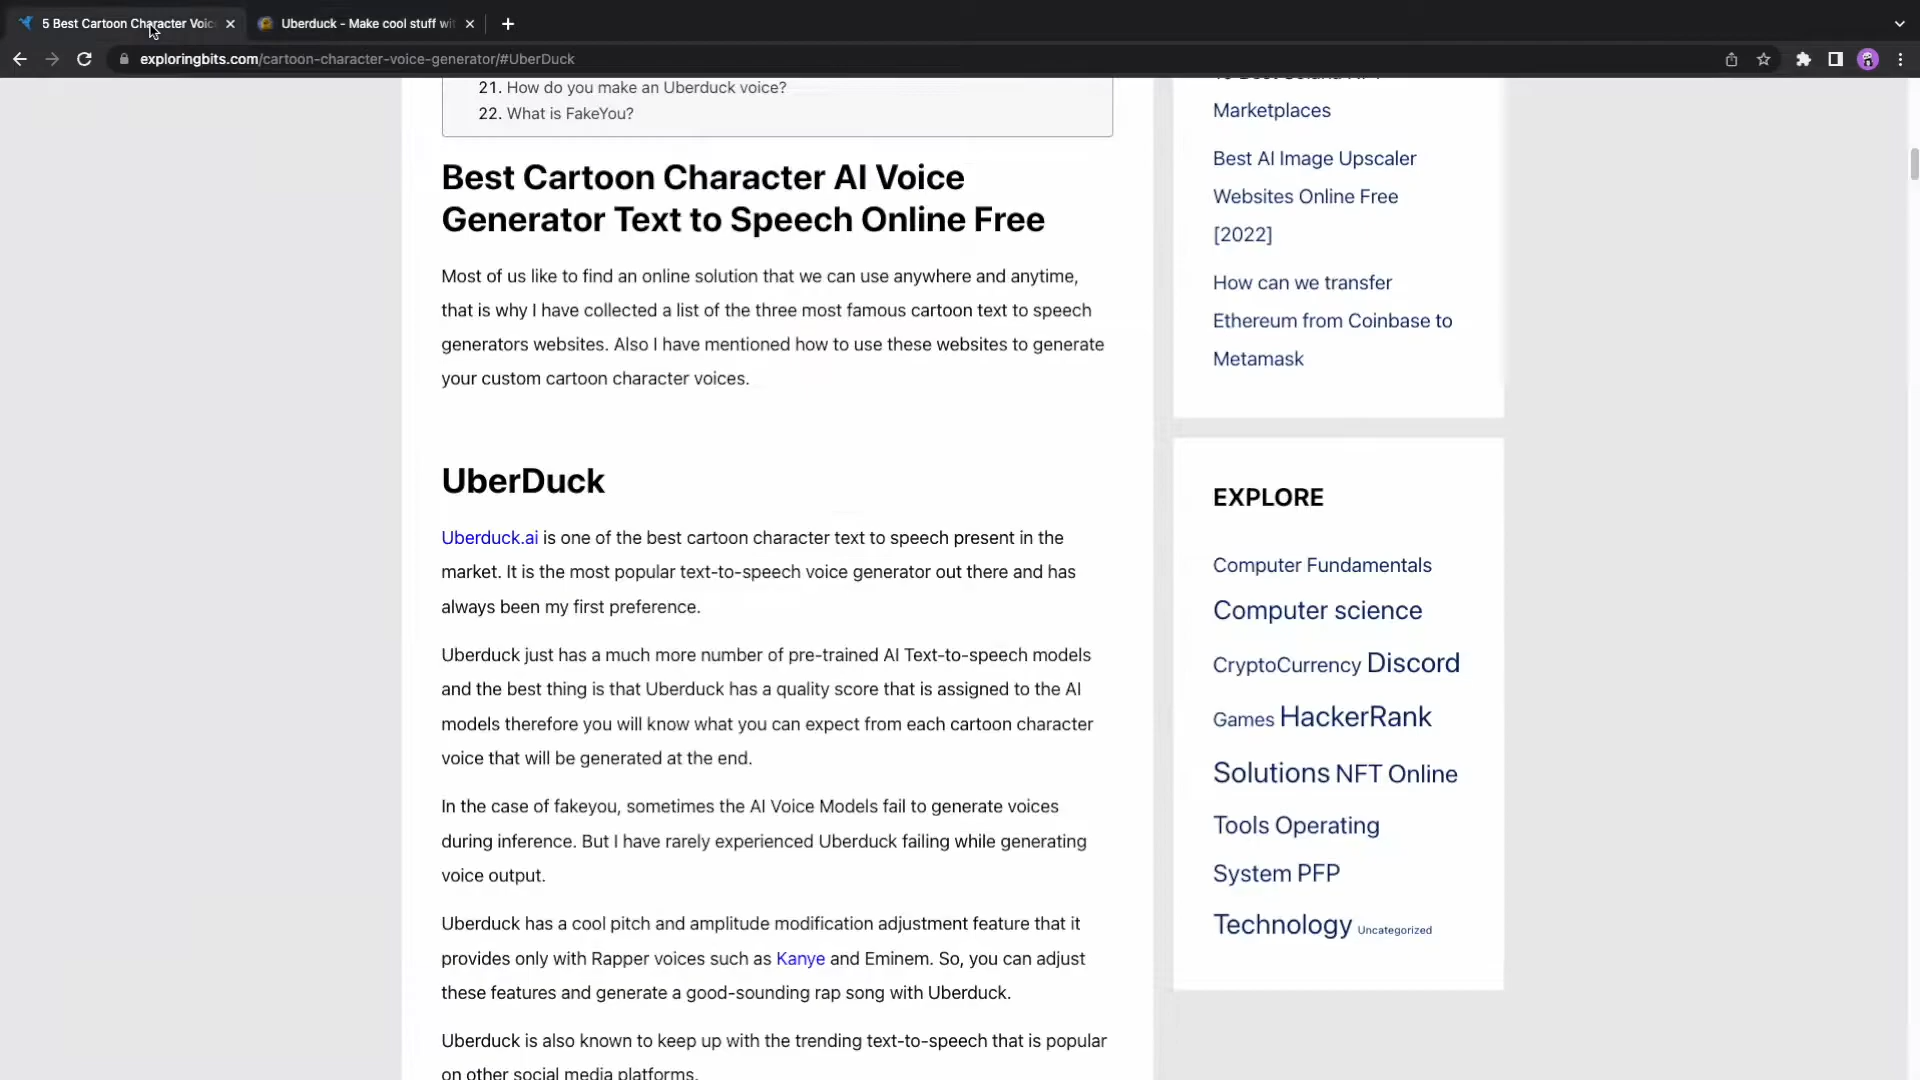 5 Best Cartoon Character Voic
Uberduck - Make cool stuff wit
exploringbits.com/cartoon-character-voice-generator/#UberDuck
21. How do you make an Uberduck voice?
22. What is FakeYou?
Best Cartoon Character AI Voice
Generator Text to Speech Online Free
Most of us like to find an online solution that we can use anywhere and anytime,
that is why I have collected a list of the three most famous cartoon text to speech
generators websites. Also I have mentioned how to use these websites to generate
your custom cartoon character voices.
UberDuck
Uberduck.ai is one of the best cartoon character text to speech present in the
market. It is the most popular text-to-speech voice generator out there and has
always been my first preference.
Uberduck just has a much more number of pre-trained AI Text-to-speech models
and the best thing is that Uberduck has a quality score that is assigned to the AI
models therefore you will know what you can expect from each cartoon character
voice that will be generated at the end.
In the case of fakeyou, sometimes the AI Voice Models fail to generate voices
during inference. But I have rarely experienced Uberduck failing while generating
voice output.
Uberduck has a cool pitch and amplitude modification adjustment feature that it
provides only with Rapper voices such as Kanye and Eminem. So, you can adjust
these features and generate a good-sounding rap song with Uberduck.
Uberduck is also known to keep up with the trending text-to-speech that is popular
on other social media platforms.
Marketplaces
Best AI Image Upscaler
Websites Online Free
[2022]
How can we transfer
Ethereum from Coinbase to
Metamask
EXPLORE
Computer Fundamentals
Computer science
CryptoCurrency Discord
Games HackerRank
Solutions NFT Online
Tools Operating
System PFP
Technology Uncategorized